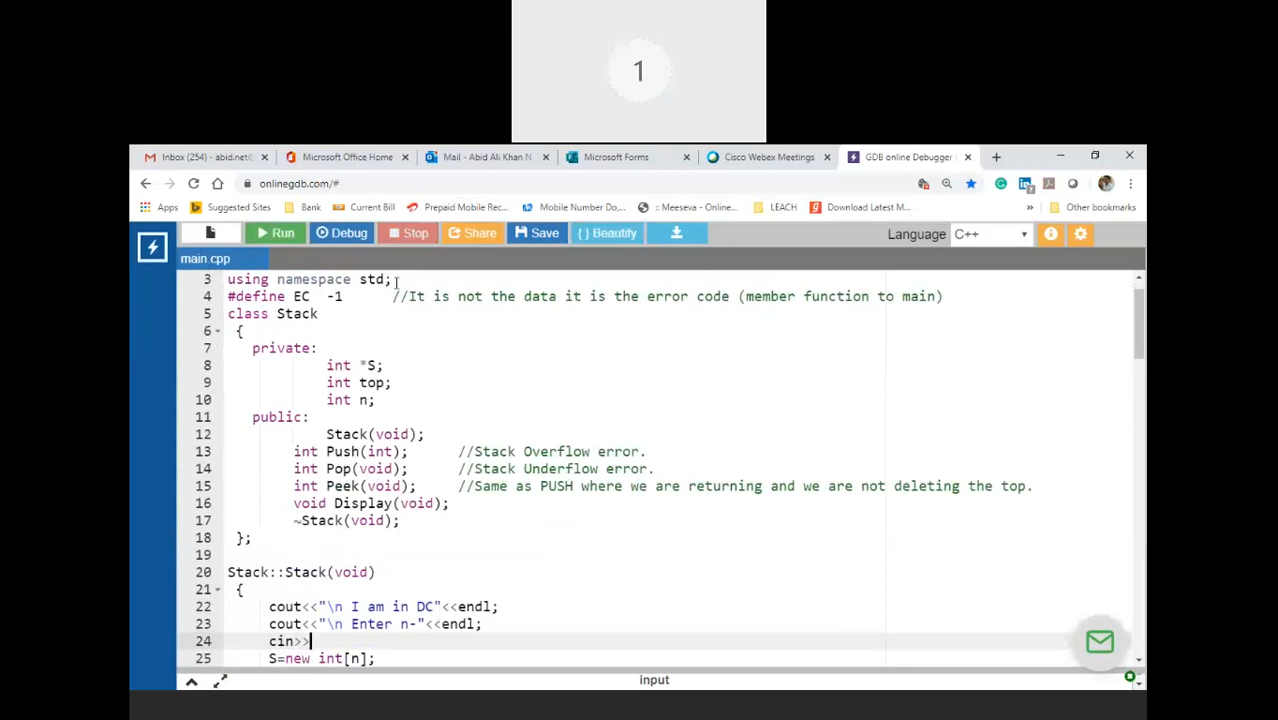 1
Inbox (254) - abid.net@
Microsoft Office Home
Mail - Abid Ali Khan N
Microsoft Forms
Cisco Webex Meetings
GDB online Debugger
onlinegdb.com/#
Apps
Suggested Sites
Bank
Current Bill
Prepaid Mobile Rec...
Mobile Number Do,...
:: Meeseva - Online...
LEACH
Download Latest M...
»
Other bookmarks
Run
Debug
Stop
Share
Save
{ } Beautify
Language C++
main.cpp
3 using namespace std;
4 #define EC -1 //It is not the data it is the error code (member function to main)
5 class Stack
6 {
7 private:
8 int *S;
9 int top;
10 int n;
11 public:
12 Stack(void);
13 int Push(int); //Stack Overflow error.
14 int Pop(void); //Stack Underflow error.
15 int Peek(void); //Same as PUSH where we are returning and we are not deleting the top.
16 void Display(void);
17 ~Stack(void);
18 };
19
20 Stack::Stack(void)
21 {
22 cout<<"\n I am in DC"<<endl;
23 cout<<"\n Enter n-"<<endl;
24 cin>>
25 S=new int[n];
input